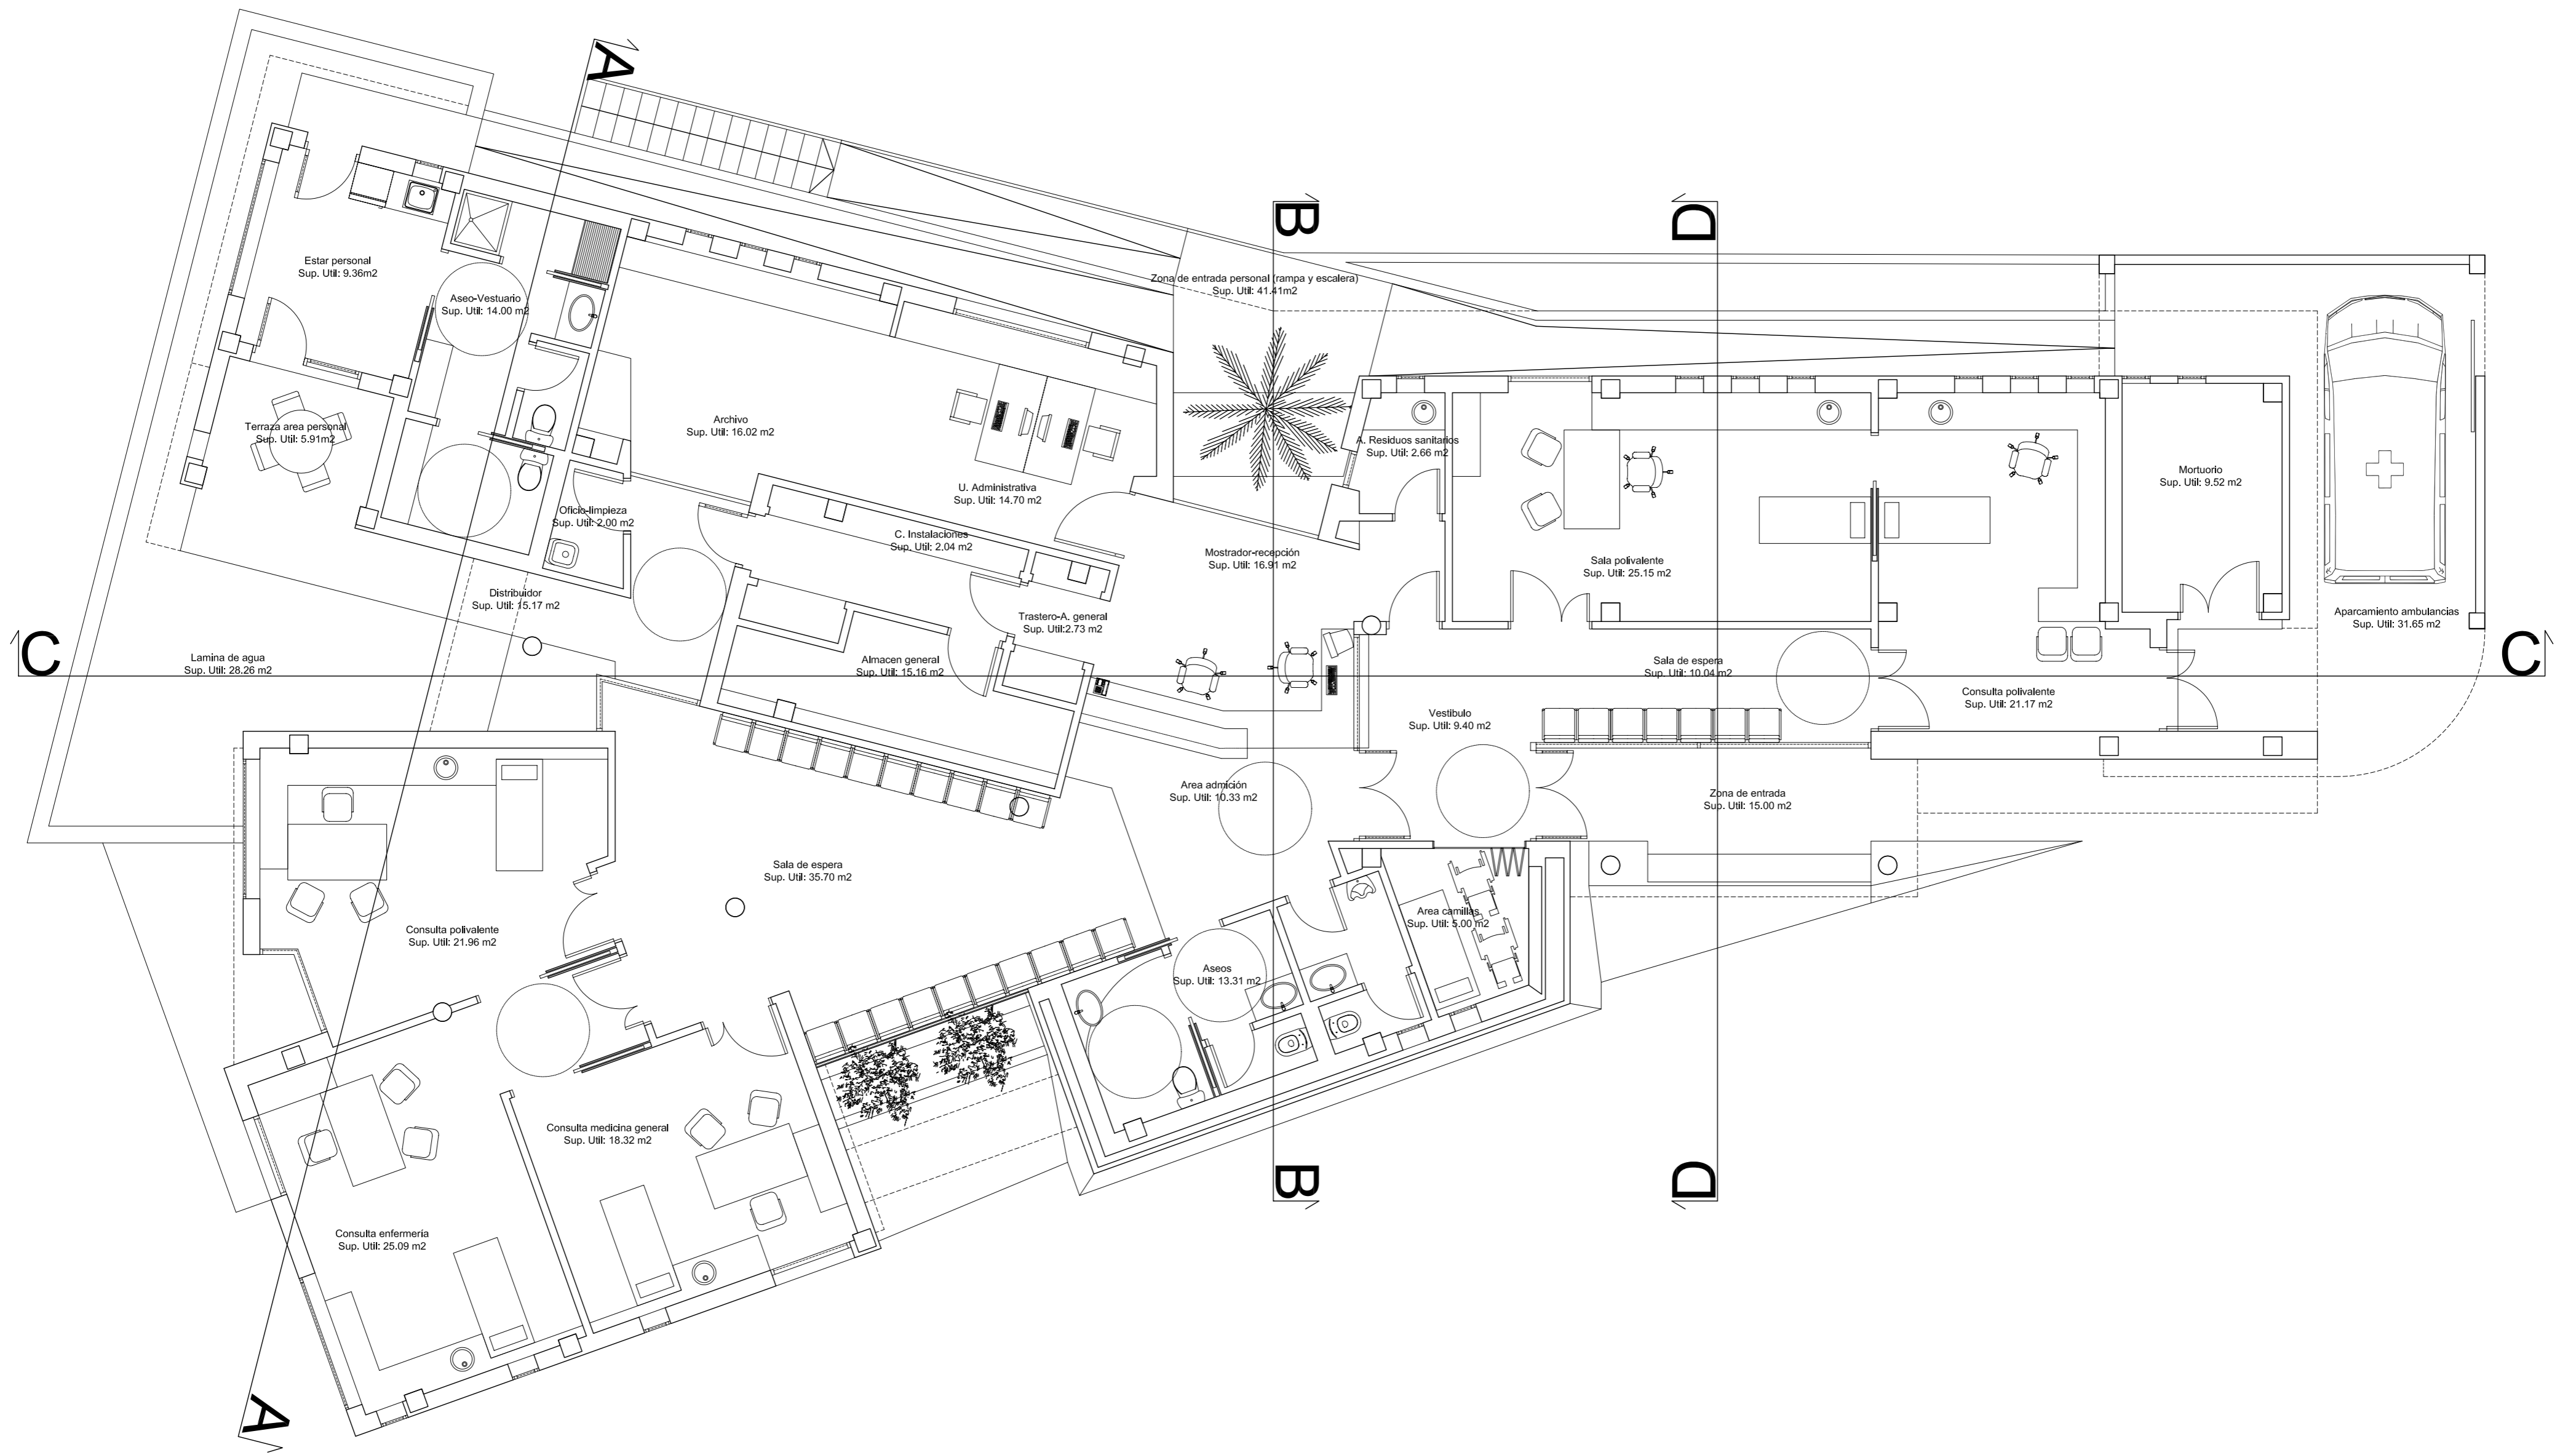 A
B
D
Estar personal
Sup. Util: 9.36m2
Aseo-Vestuario
Sup. Util: 14.00 m2
Zona de entrada personal (rampa y escalera)
Sup. Util: 41.41m2
Terraza area personal
Sup. Util: 5.91m2
Archivo
Sup. Util: 16.02 m2
A. Residuos sanitarios
Sup. Util: 2,66 m2
Mortuorio
Sup. Util: 9.52 m2
U. Administrativa
Sup. Util: 14.70 m2
Oficio-limpieza
Sup. Util: 2,00 m2
C. Instalaciones
Sup. Util: 2,04 m2
Mostrador-recepción
Sup. Util: 16.91 m2
Sala polivalente
Sup. Util: 25.15 m2
Distribuidor
Sup. Util: 15.17 m2
Trastero-A. general
Sup. Util:2.73 m2
Aparcamiento ambulancias
Sup. Util: 31.65 m2
C
Lamina de agua
Sup. Util: 28.26 m2
Almacen general
Sup. Util: 15.16 m2
Sala de espera
Sup. Util: 10.04 m2
C
Consulta polivalente
Sup. Util: 21.17 m2
Vestibulo
Sup. Util: 9.40 m2
Area admición
Sup. Util: 10.33 m2
Zona de entrada
Sup. Util: 15.00 m2
Sala de espera
Sup. Util: 35.70 m2
Area camillas
Sup. Util: 5.00 m2
Consulta polivalente
Sup. Util: 21.96 m2
Aseos
Sup. Util: 13.31 m2
Consulta medicina general
Sup. Util: 18.32 m2
B
D
Consulta enfermeria
Sup. Util: 25.09 m2
A